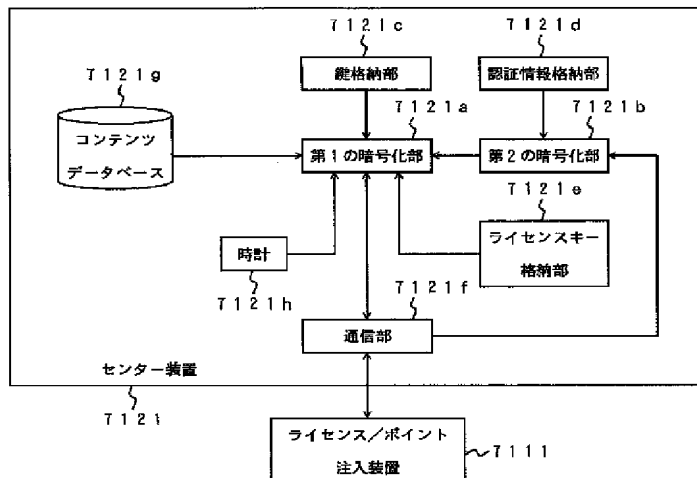 7121c
7121d
7121g
鍵格納部
認証情報格納部
7121a
7121b
コンテンツ
データベース
第1の暗号化部
第2の暗号化部
7121e
時計
ライセンスキー
格納部
7121h
7121f
通信部
センター装置
7121
ライセンス/ポイント
注入装置
7111